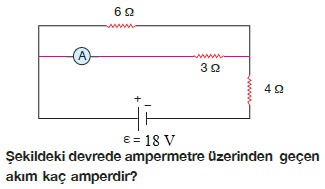 6 Ω
A
3 Ω
4 Ω
+ −
ε = 18 V
Şekildeki devrede ampermetre üzerinden geçen
akım kaç amperdir?